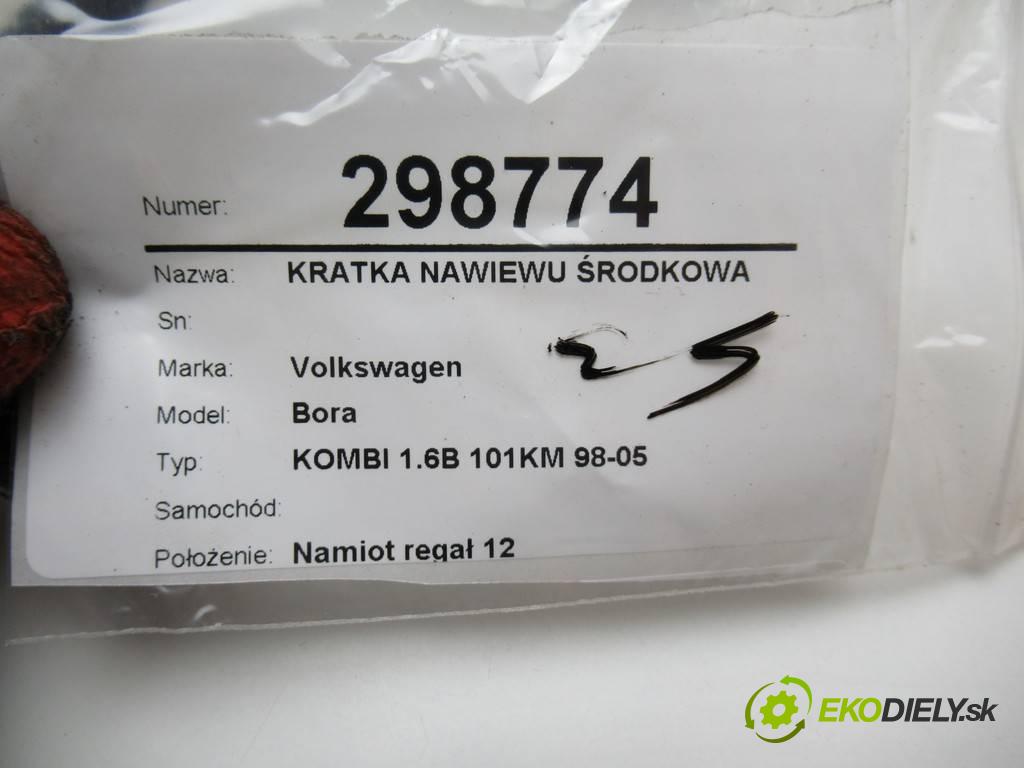 Numer: 298774
Nazwa: KRATKA NAWIEWU ŚRODKOWA
Sn:
25
Marka: Volkswagen
Model: Bora
Typ: KOMBI 1.6B 101KM 98-05
Samochód:
Położenie: Namiot regał 12
EKODIELY.sk